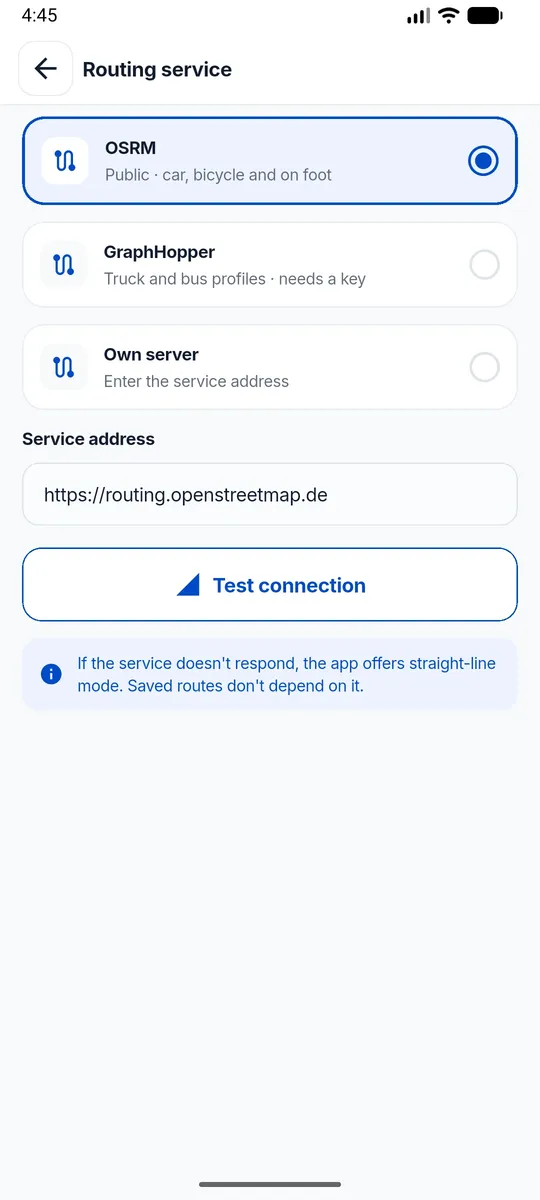 4:45
Routing service
OSRM
Public · car, bicycle and on foot
GraphHopper
Truck and bus profiles · needs a key
Own server
Enter the service address
Service address
https://routing.openstreetmap.de
Test connection
If the service doesn't respond, the app offers straight-line
mode. Saved routes don't depend on it.